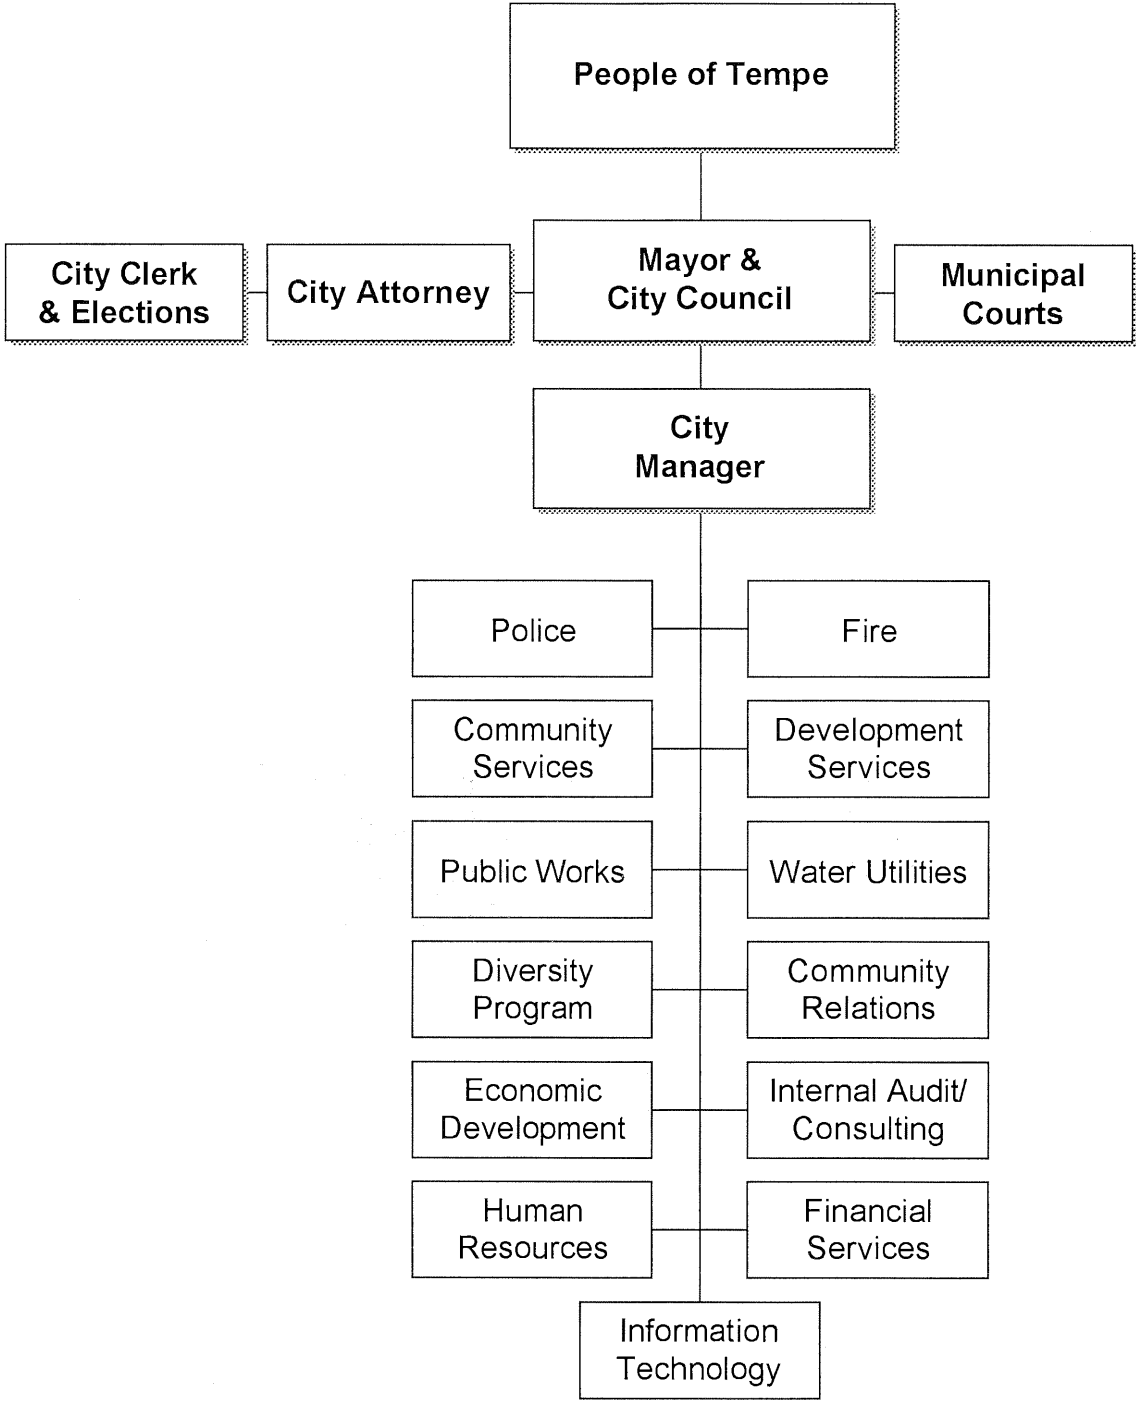 People of Tempe
City Clerk
& Elections
City Attorney
Mayor &
City Council
Municipal
Courts
City
Manager
Police
Fire
Community
Services
Development
Services
Public Works
Water Utilities
Diversity
Program
Community
Relations
Economic
Development
Internal Audit/
Consulting
Human
Resources
Financial
Services
Information
Technology